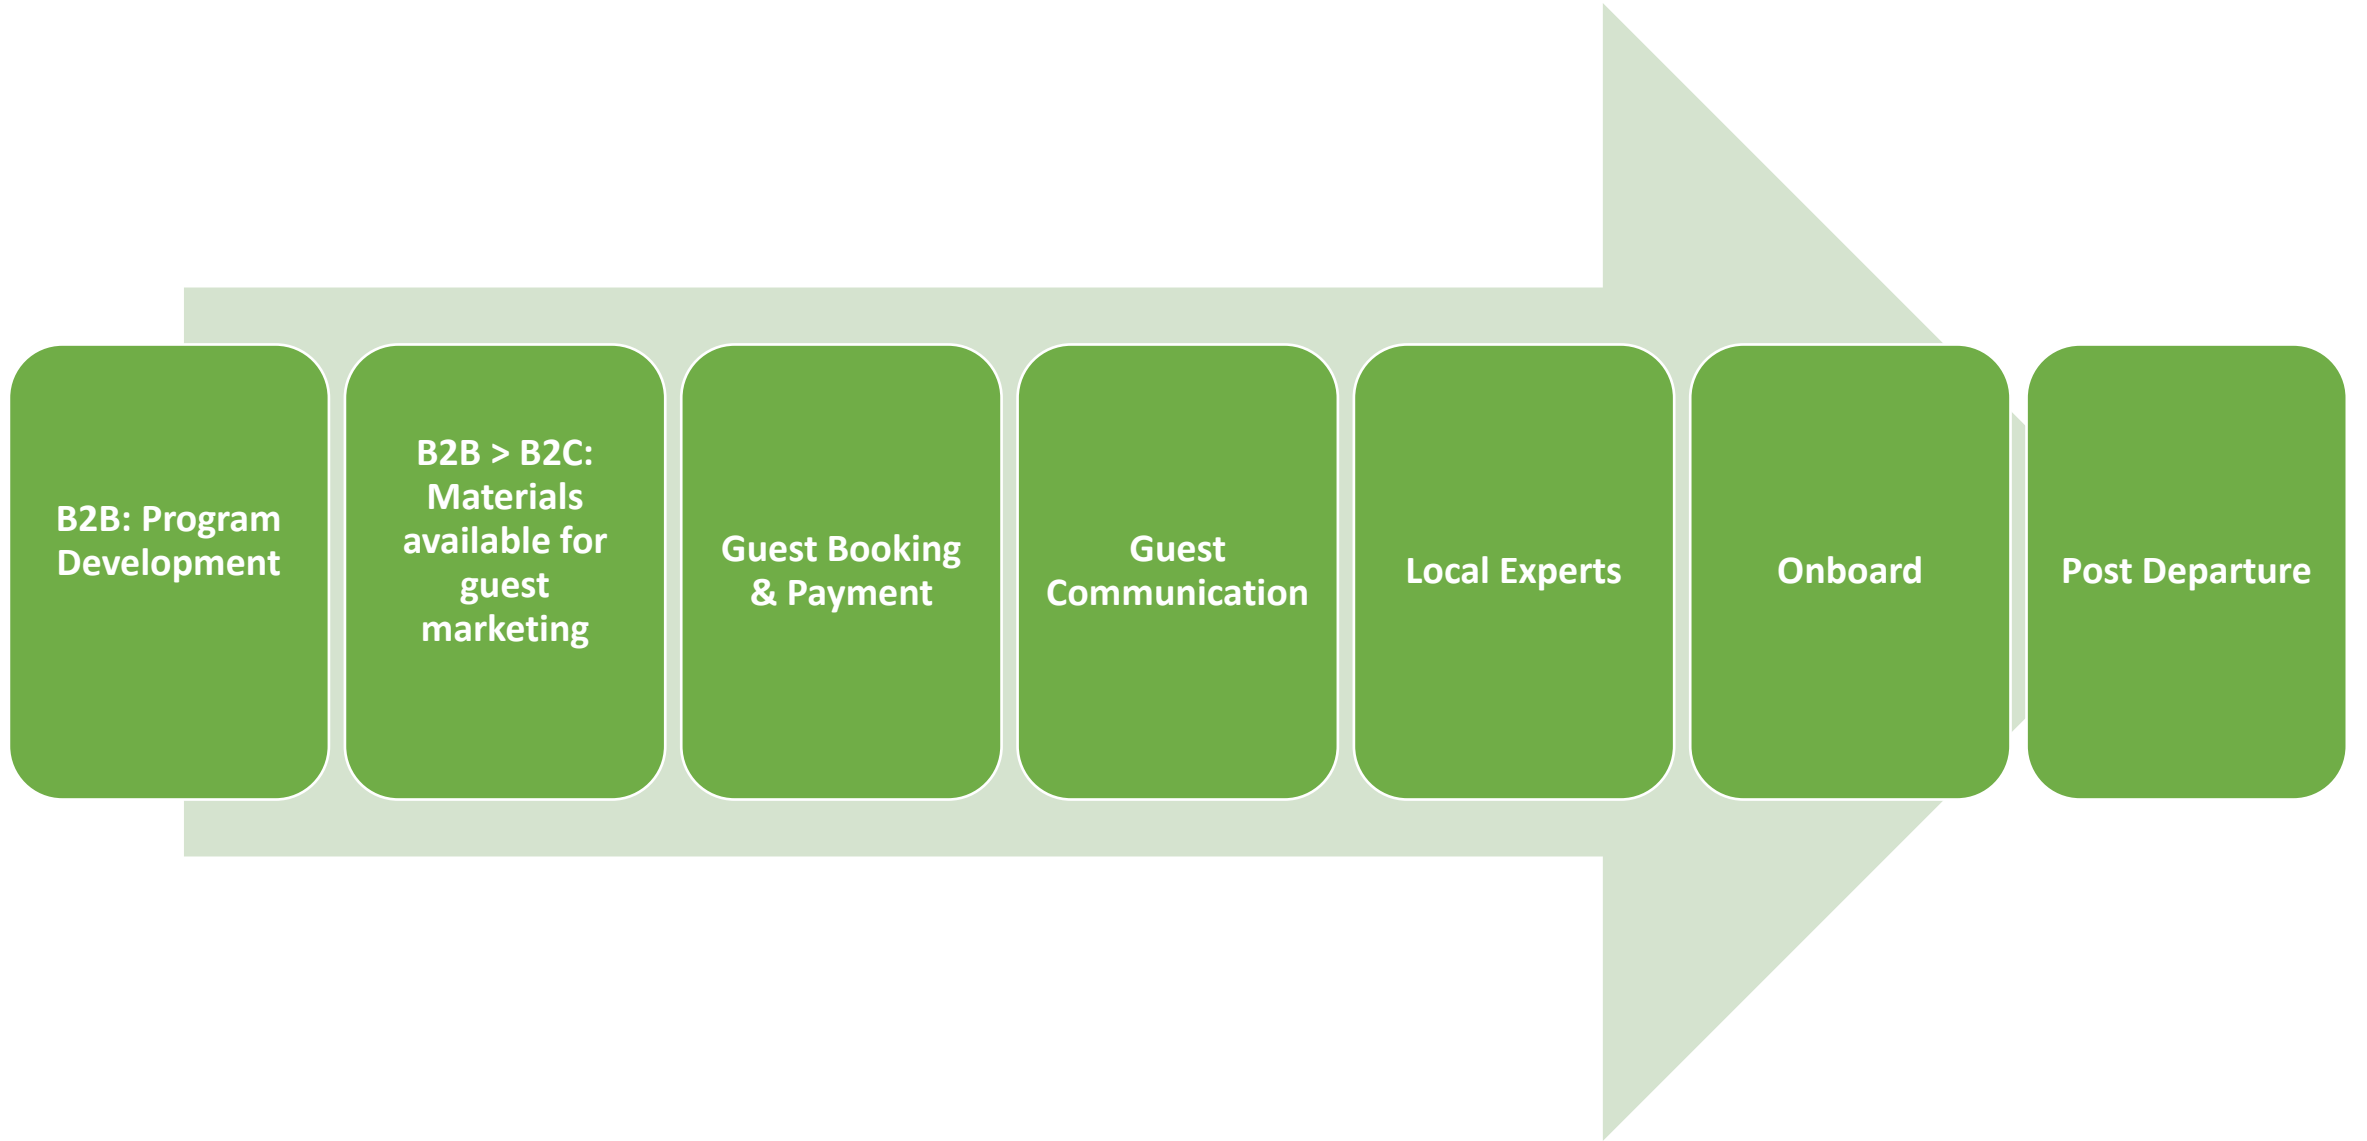 B2B: Program
Development
B2B > B2C:
Materials
available for
guest
marketing
Guest Booking
& Payment
Guest
Communication
Local Experts
Onboard
Post Departure